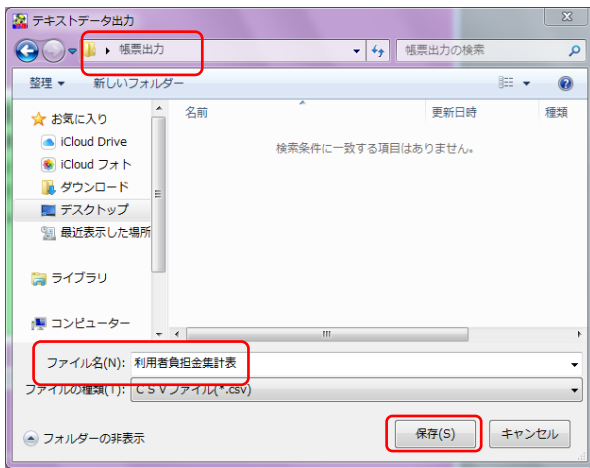 テキストデータ出力
帳票出力
帳票出力の検索
整理
新しいフォルダー
お気に入り
iCloud Drive
iCloud フォト
ダウンロード
デスクトップ
最近表示した場所
ライブラリ
コンピューター
名前
更新日時
種類
検索条件に一致する項目はありません。
ファイル名(N): 利用者負担金集計表
ファイルの種類(T): CSVファイル(*.csv)
フォルダーの非表示
保存(S)
キャンセル